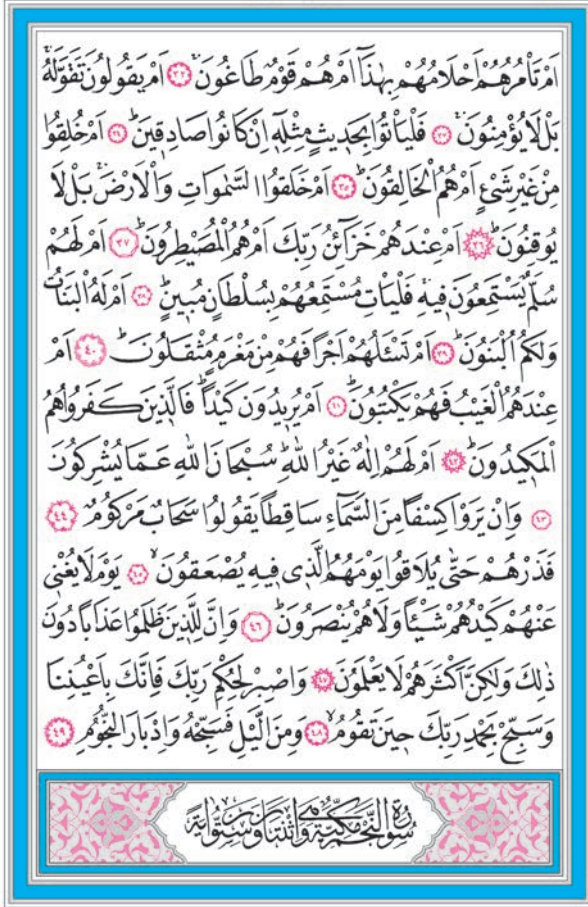 اَمْ تَأْمُرُهُمْ اَحْلَامُهُمْ بِهٰذَٓا اَمْ هُمْ قَوْمٌ طَاغُونَۚ ﴿٣٢﴾ اَمْ يَقُولُونَ تَقَوَّلَهُۚ
بَلْ لَا يُؤْمِنُونَۚ ﴿٣٣﴾ فَلْيَأْتُوا بِحَدِيثٍ مِثْلِهِٓ اِنْ كَانُوا صَادِقِينَۜ ﴿٣٤﴾ اَمْ خُلِقُوا
مِنْ غَيْرِ شَيْءٍ اَمْ هُمُ الْخَالِقُونَۜ ﴿٣٥﴾ اَمْ خَلَقُوا السَّمٰوَاتِ وَالْاَرْضَۚ بَلْ لَا
يُوقِنُونَۜ ﴿٣٦﴾ اَمْ عِنْدَهُمْ خَزَٓائِنُ رَبِّكَ اَمْ هُمُ الْمُصَيْطِرُونَۜ ﴿٣٧﴾ اَمْ لَهُمْ
سُلَّمٌ يَسْتَمِعُونَ فِيهِۚ فَلْيَأْتِ مُسْتَمِعُهُمْ بِسُلْطَانٍ مُبِينٍۜ ﴿٣٨﴾ اَمْ لَهُ الْبَنَاتُ
وَلَكُمُ الْبَنُونَۜ ﴿٣٩﴾ اَمْ تَسْـَٔلُهُمْ اَجْرًا فَهُمْ مِنْ مَغْرَمٍ مُثْقَلُونَۜ ﴿٤٠﴾ اَمْ
عِنْدَهُمُ الْغَيْبُ فَهُمْ يَكْتُبُونَۜ ﴿٤١﴾ اَمْ يُرِيدُونَ كَيْدًاۜ فَالَّذِينَ كَفَرُوا هُمُ
الْمَكِيدُونَۜ ﴿٤٢﴾ اَمْ لَهُمْ اِلٰهٌ غَيْرُ اللّٰهِۜ سُبْحَانَ اللّٰهِ عَمَّا يُشْرِكُونَ
﴿٤٣﴾ وَاِنْ يَرَوْا كِسْفًا مِنَ السَّمَٓاءِ سَاقِطًا يَقُولُوا سَحَابٌ مَرْكُومٌ ﴿٤٤﴾
فَذَرْهُمْ حَتّٰى يُلَاقُوا يَوْمَهُمُ الَّذِي فِيهِ يُصْعَقُونَۙ ﴿٤٥﴾ يَوْمَ لَا يُغْنِي
عَنْهُمْ كَيْدُهُمْ شَيْـًٔا وَلَا هُمْ يُنْصَرُونَۜ ﴿٤٦﴾ وَاِنَّ لِلَّذِينَ ظَلَمُوا عَذَابًا دُونَ
ذٰلِكَ وَلٰكِنَّ اَكْثَرَهُمْ لَا يَعْلَمُونَ ﴿٤٧﴾ وَاصْبِرْ لِحُكْمِ رَبِّكَ فَاِنَّكَ بِاَعْيُنِنَا
وَسَبِّحْ بِحَمْدِ رَبِّكَ حِينَ تَقُومُۙ ﴿٤٨﴾ وَمِنَ الَّيْلِ فَسَبِّحْهُ وَاِدْبَارَ النُّجُومِ ﴿٤٩﴾
سُورَةُ النَّجْمِ مَكِّيَّةٌ وَهِيَ اثْنَتَانِ وَسِتُّونَ اٰيَةً